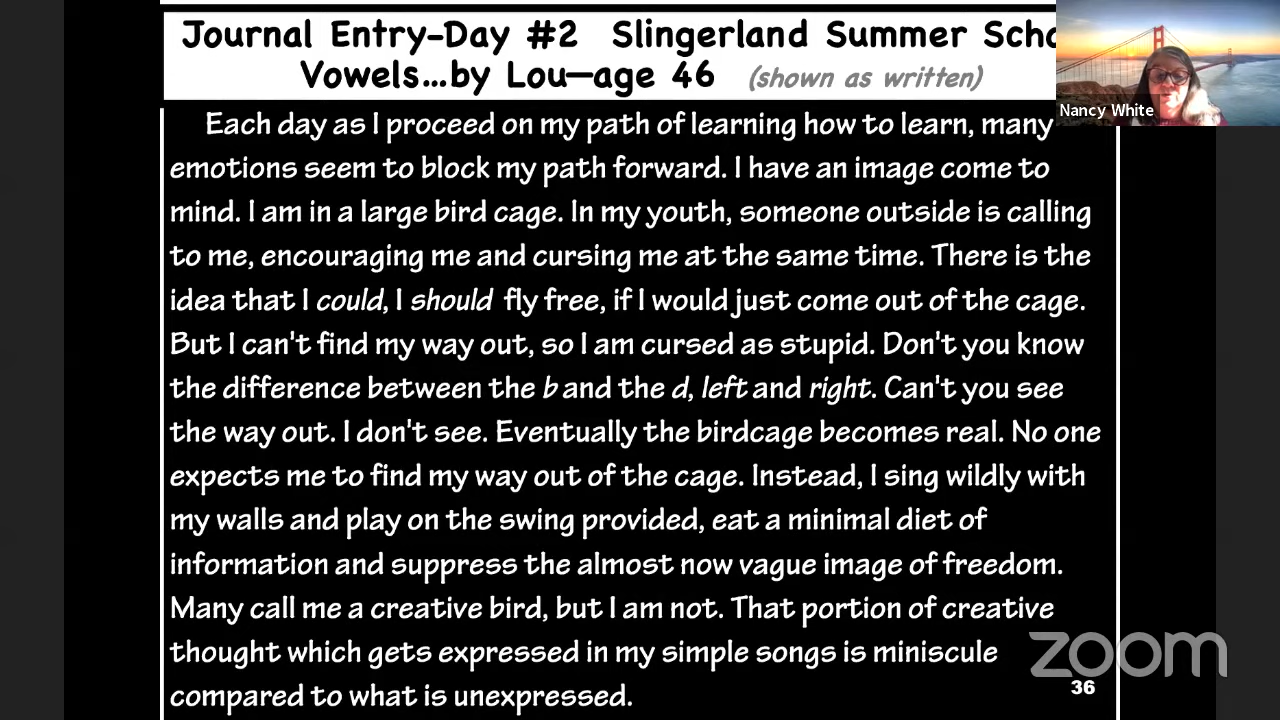 Journal Entry-Day #2 Slingerland Summer
Vowels...by Lou—age 46 (shown as written)
Nancy White
Each day as I proceed on my path of learning how to learn, many
emotions seem to block my path forward. I have an image come to
mind. I am in a large bird cage. In my youth, someone outside is calling
to me, encouraging me and cursing me at the same time. There is the
idea that I could, I should fly free, if I would just come out of the cage.
But I can't find my way out, so I am cursed as stupid. Don't you know
the difference between the b and the d, left and right. Can't you see
the way out. I don't see. Eventually the birdcage becomes real. No one
expects me to find my way out of the cage. Instead, I sing wildly with
my walls and play on the swing provided, eat a minimal diet of
information and suppress the almost now vague image of freedom.
Many call me a creative bird, but I am not. That portion of creative
thought which gets expressed in my simple songs is miniscule
compared to what is unexpressed.
zoom
36